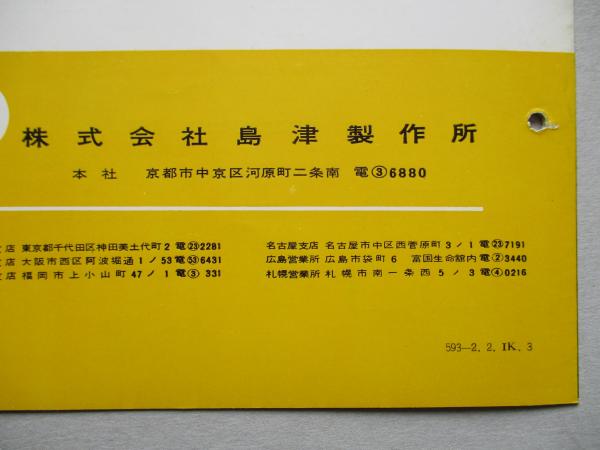 株式会社島津製作所
本社 京都市中京区河原町二条南 電③6880
店 東京都千代田区神田美土代町2電㉓2281
店 大阪市西区阿波堀通1ノ53電㊳6431
店 福岡市上小山町47ノ1電③331
名古屋支店 名古屋市中区西菅原町3ノ1電㉓7191
広島営業所 広島市袋町6 富国生命舘内電②3440
札幌営業所 札幌市南一条西5ノ3電④0216
593—2. 2. IK. 3